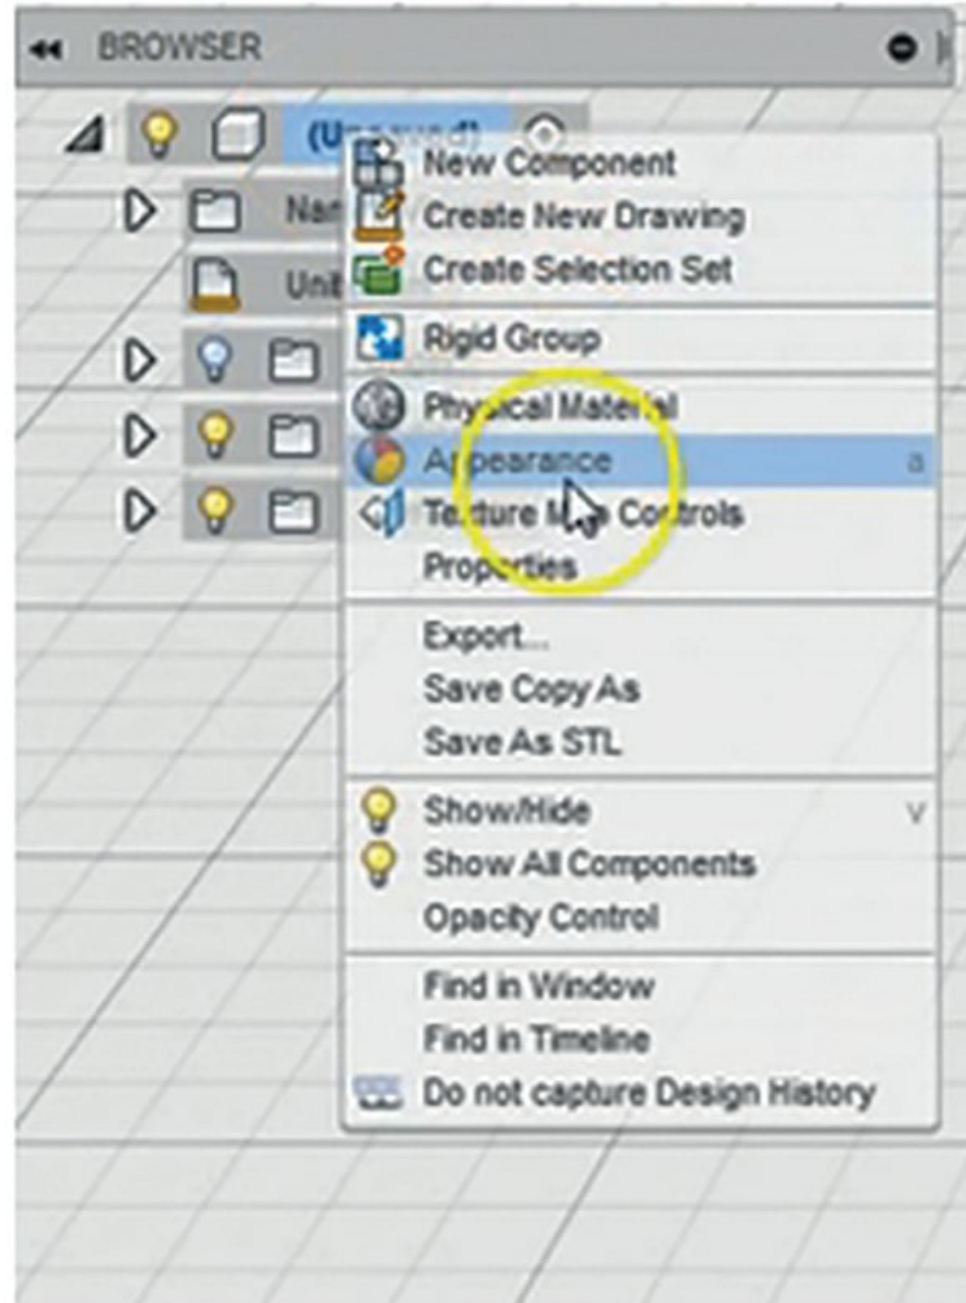 BROWSER
(Unsaved)
New Component
Create New Drawing
Create Selection Set
Rigid Group
Physical Material
Appearance a
Texture Map Controls
Properties
Export...
Save Copy As
Save As STL
Show/Hide V
Show All Components
Opacity Control
Find in Window
Find in Timeline
Do not capture Design History